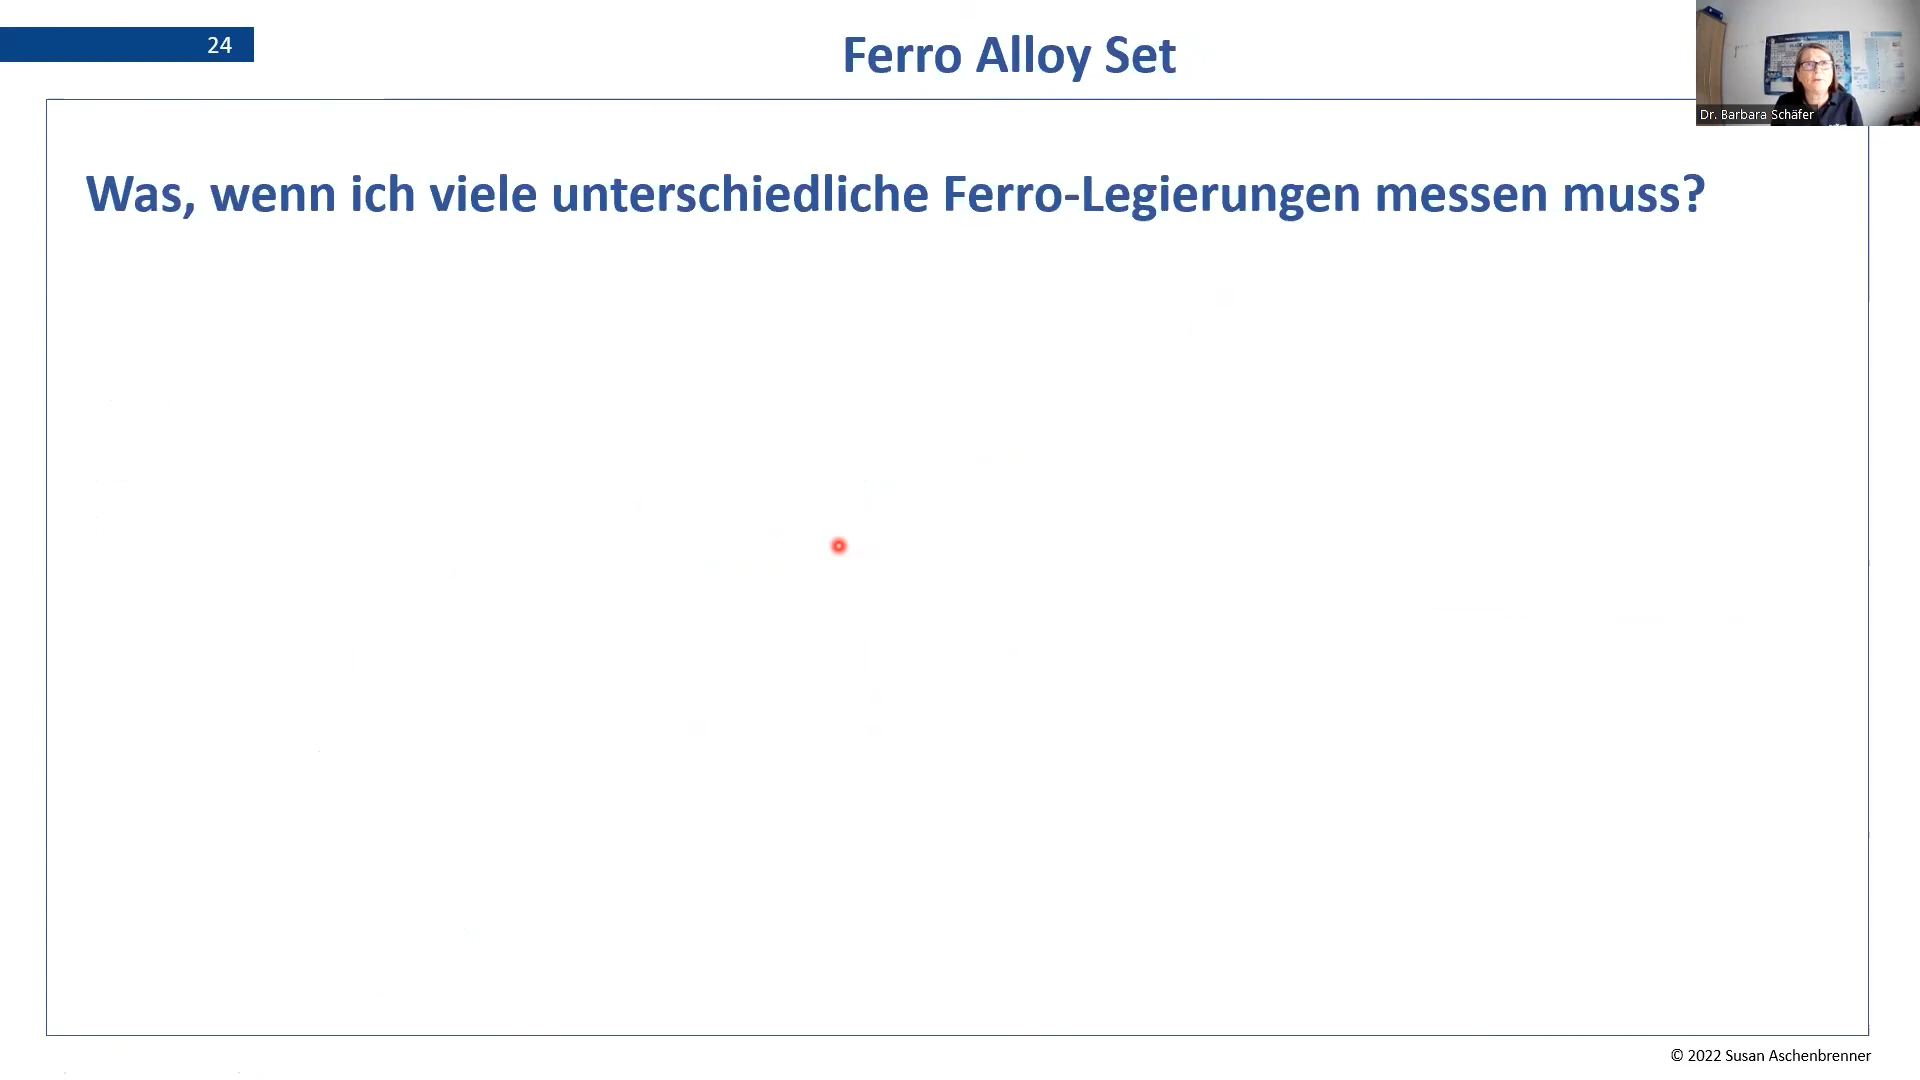 24
Ferro Alloy Set
Dr. Barbara Schäfer
Was, wenn ich viele unterschiedliche Ferro-Legierungen messen muss?
© 2022 Susan Aschenbrenner